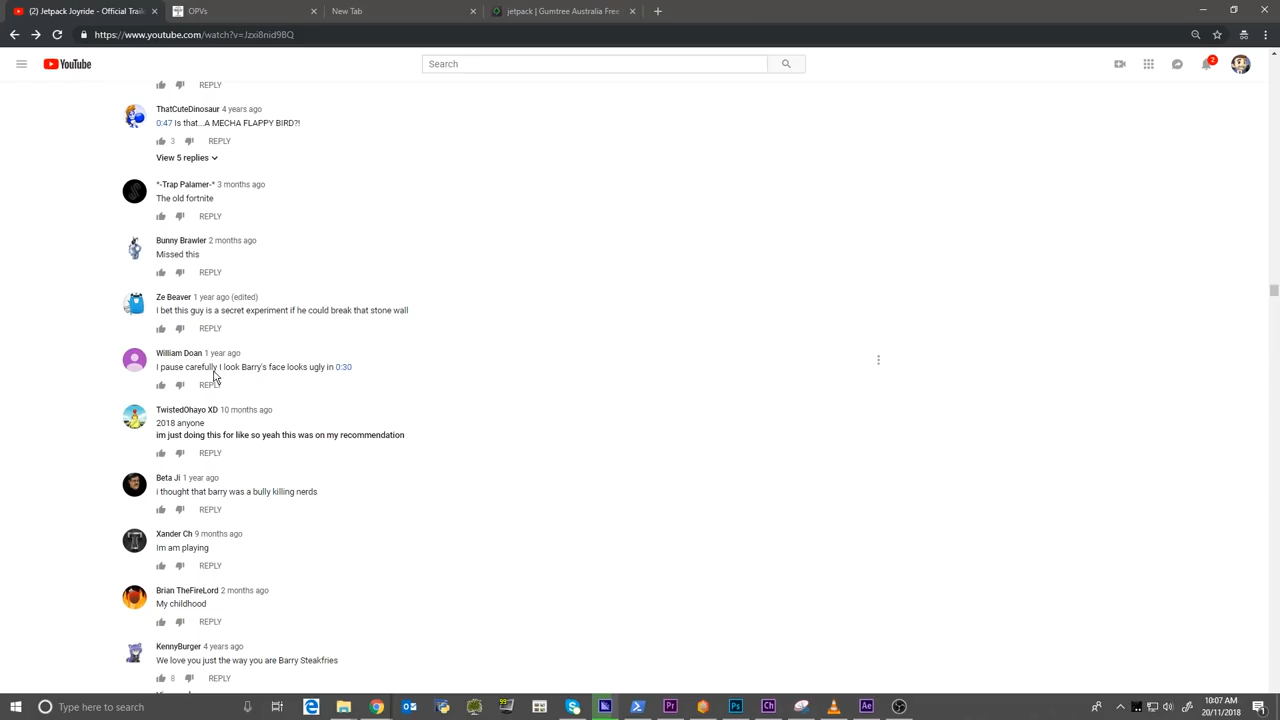 (2) Jetpack Joyride - Official Traile
OPVs
New Tab
jetpack | Gumtree Australia Free
https://www.youtube.com/watch?v=Jzxi8nid9BQ
YouTube
Search
2
REPLY
ThatCuteDinosaur 4 years ago
0:47 Is that...A MECHA FLAPPY BIRD?!
3 REPLY
View 5 replies
*-Trap Palamer-* 3 months ago
The old fortnite
REPLY
Bunny Brawler 2 months ago
Missed this
REPLY
Ze Beaver 1 year ago (edited)
I bet this guy is a secret experiment if he could break that stone wall
REPLY
William Doan 1 year ago
I pause carefully I look Barry's face looks ugly in 0:30
REPLY
TwistedOhayo XD 10 months ago
2018 anyone
im just doing this for like so yeah this was on my recommendation
REPLY
Beta Ji 1 year ago
i thought that barry was a bully killing nerds
REPLY
Xander Ch 9 months ago
Im am playing
REPLY
Brian TheFireLord 2 months ago
My childhood
REPLY
KennyBurger 4 years ago
We love you just the way you are Barry Steakfries
8 REPLY
Type here to search
10:07 AM
20/11/2018